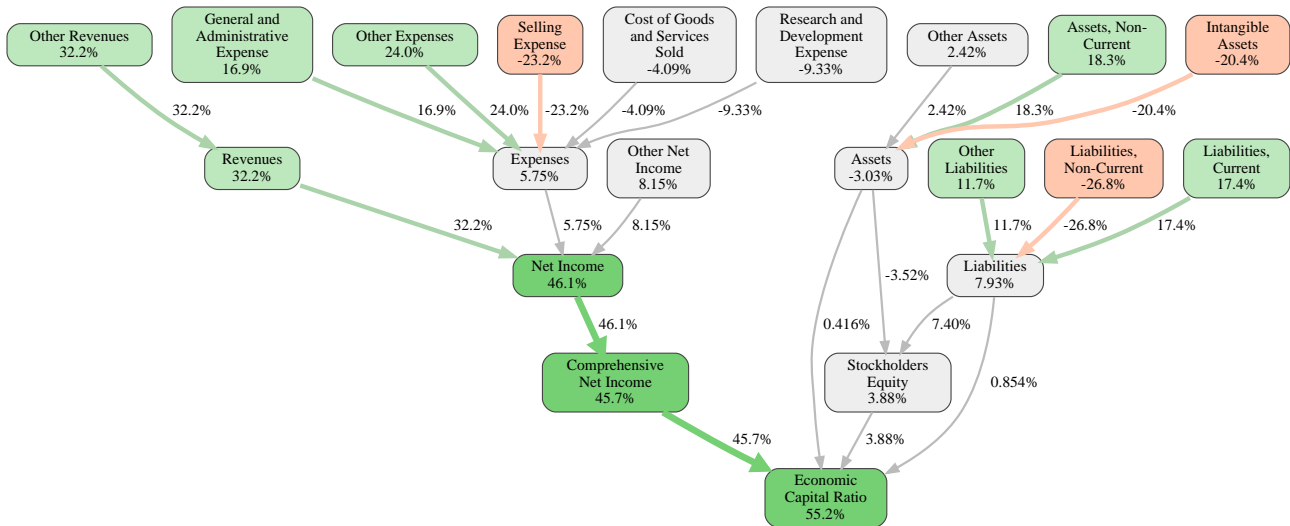 Other Revenues
32.2%
General and
Administrative
Expense
16.9%
Other Expenses
24.0%
Selling
Expense
-23.2%
Cost of Goods
and Services
Sold
-4.09%
Research and
Development
Expense
-9.33%
Other Assets
2.42%
Assets, Non-
Current
18.3%
Intangible
Assets
-20.4%
32.2%
16.9%
24.0%
-23.2%
-4.09%
-9.33%
2.42%
18.3%
-20.4%
Revenues
32.2%
Expenses
5.75%
Other Net
Income
8.15%
Assets
-3.03%
Other
Liabilities
11.7%
Liabilities,
Non-Current
-26.8%
Liabilities,
Current
17.4%
32.2%
5.75%
8.15%
11.7%
-26.8%
17.4%
Net Income
46.1%
-3.52%
Liabilities
7.93%
46.1%
0.416%
7.40%
Comprehensive
Net Income
45.7%
Stockholders
Equity
3.88%
0.854%
45.7%
3.88%
Economic
Capital Ratio
55.2%